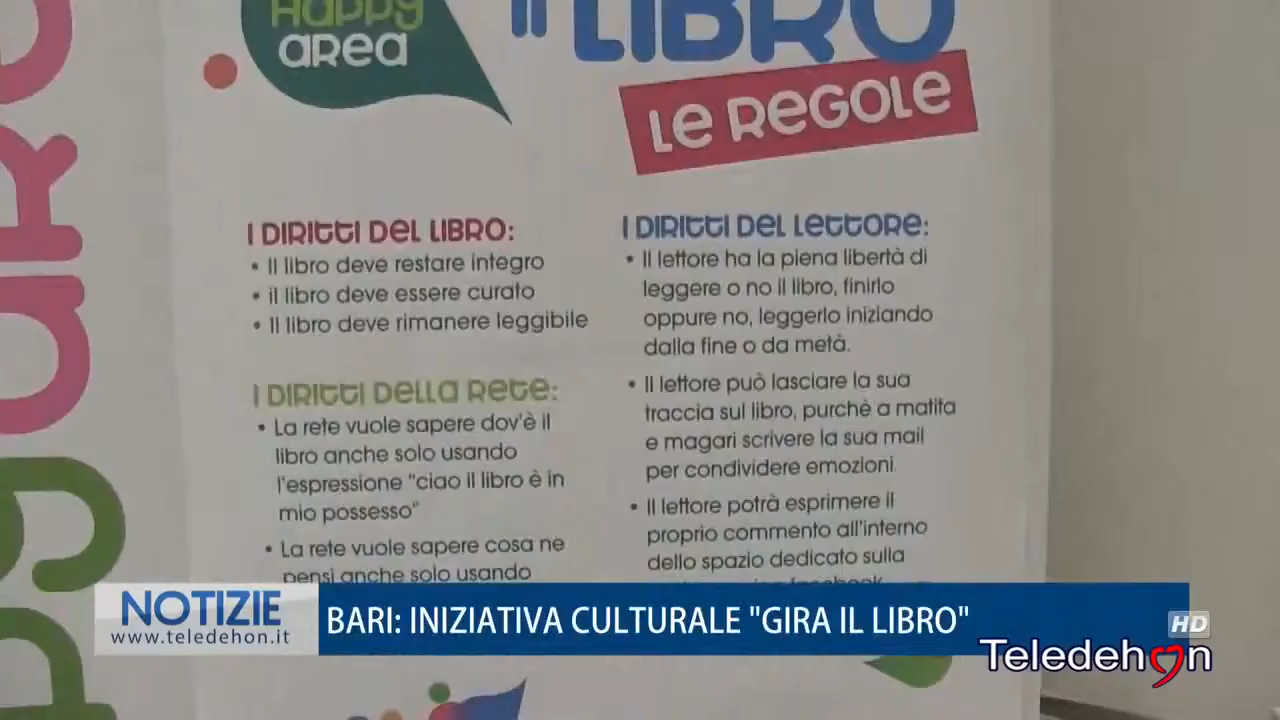 Happy
area
il LIBRO
Le Regole
I DIRITTI DEL LIBRO:
• Il libro deve restare integro
• il libro deve essere curato
• Il libro deve rimanere leggibile
I DIRITTI DELLA RETE:
• La rete vuole sapere dov'è il
libro anche solo usando
l'espressione "ciao il libro è in
mio possesso"
• La rete vuole sapere cosa ne
pensi anche solo usando
I DIRITTI DEL LETTORE:
• Il lettore ha la piena libertà di
leggere o no il libro, finirlo
oppure no, leggerlo iniziando
dalla fine o da metà.
• Il lettore può lasciare la sua
traccia sul libro, purchè a matita
e magari scrivere la sua mail
per condividere emozioni
• Il lettore potrà esprimere il
proprio commento all'interno
dello spazio dedicato sulla
facebook
NOTIZIE
www.teledehon.it
BARI: INIZIATIVA CULTURALE "GIRA IL LIBRO"
HD
Teledehon